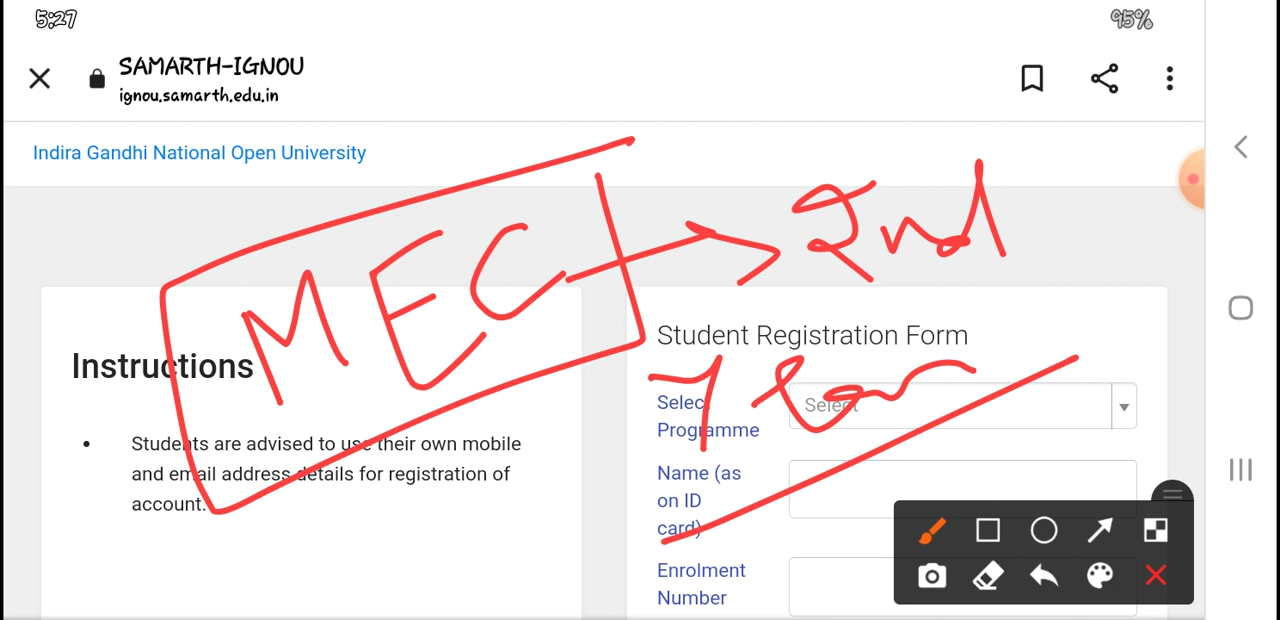 5:27
95%
SAMARTH-IGNOU
ignou.samarth.edu.in
Indira Gandhi National Open University
MEC
2nd
Year
Instructions
• Students are advised to use their own mobile
and email address details for registration of
account.
Student Registration Form
Select
Programme
Select
Name (as
on ID
card)
Enrolment
Number